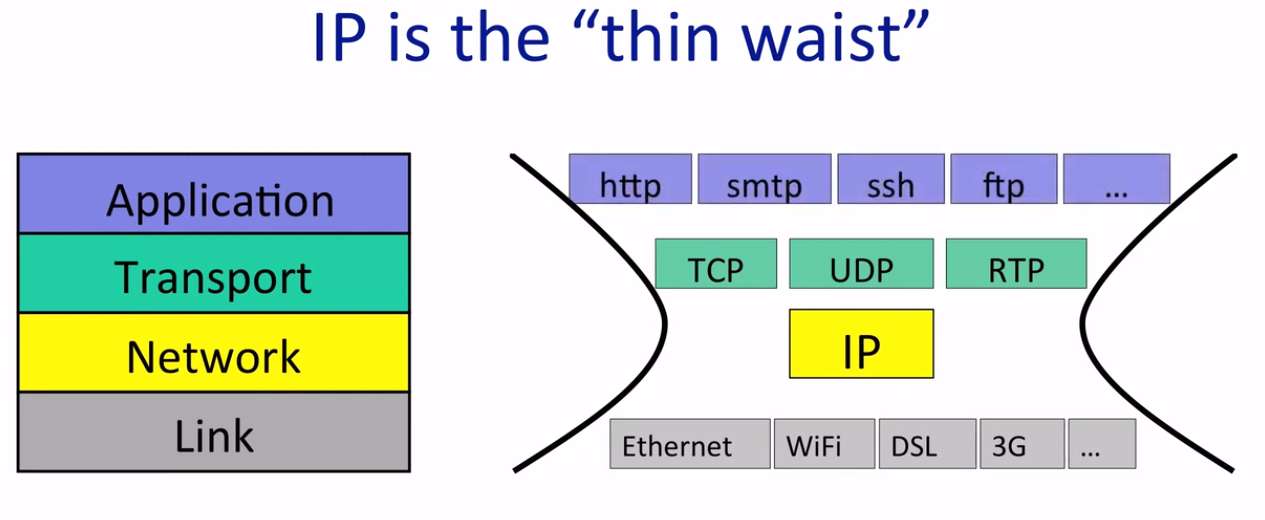 IP is the “thin waist”
Application
Transport
Network
Link
http smtp ssh ftp ...
TCP UDP RTP
IP
Ethernet WiFi DSL 3G ...